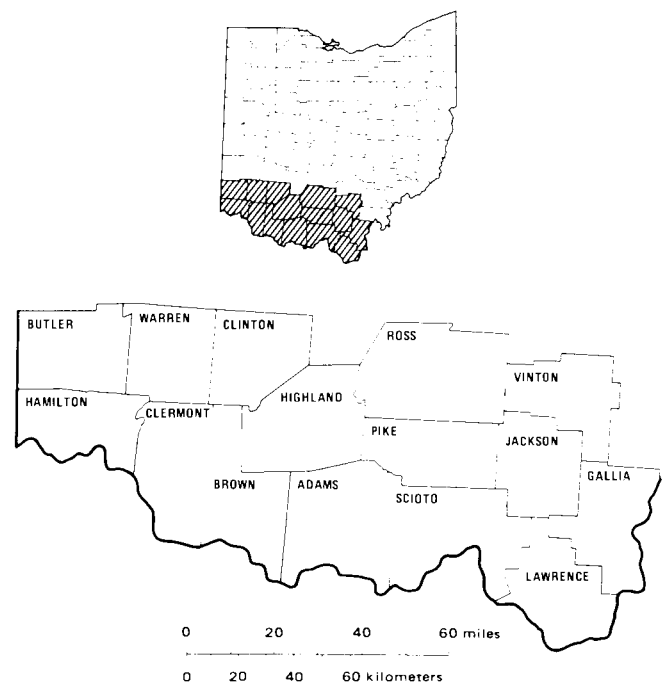 BUTLER
WARREN
CLINTON
ROSS
VINTON
HAMILTON
CLERMONT
HIGHLAND
PIKE
JACKSON
GALLIA
BROWN
ADAMS
SCIOTO
LAWRENCE
0 20 40 60 miles
0 20 40 60 kilometers